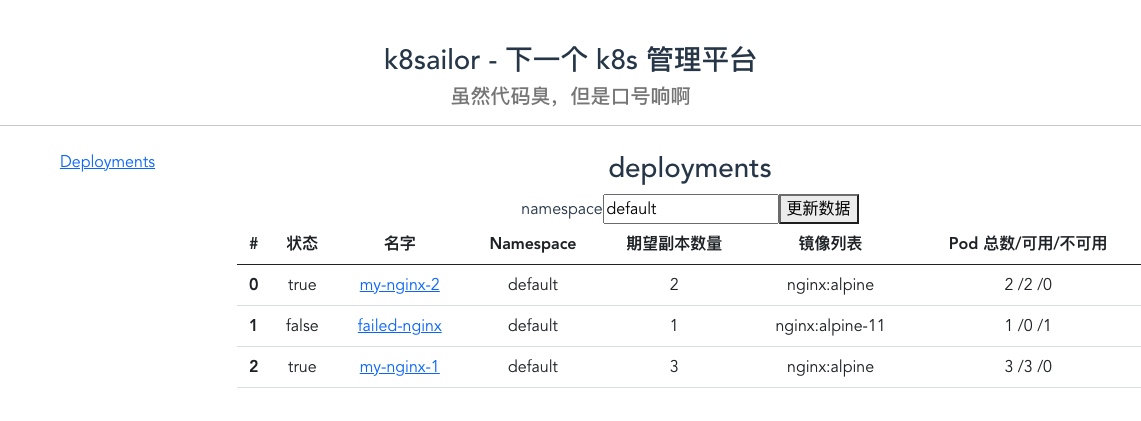 k8sailor - 下一个 k8s 管理平台
虽然代码臭，但是口号响啊
Deployments
deployments
namespace default 更新数据
# 状态 名字 Namespace 期望副本数量 镜像列表 Pod 总数/可用/不可用
0 true my-nginx-2 default 2 nginx:alpine 2 /2 /0
1 false failed-nginx default 1 nginx:alpine-11 1 /0 /1
2 true my-nginx-1 default 3 nginx:alpine 3 /3 /0